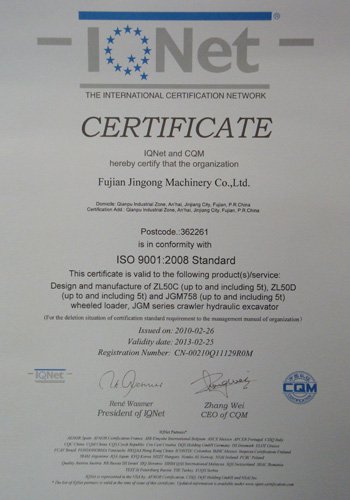 IQNet®
THE INTERNATIONAL CERTIFICATION NETWORK
CERTIFICATE
IQNet and CQM
hereby certify that the organization
Fujian Jingong Machinery Co.,Ltd.
Domicile: Qianpu Industrial Zone, An'hai, Jinjiang City, Fujian, P.R.China
Certification Add.: Qianpu Industrial Zone, An'hai, Jinjiang City, Fujian, P.R.China
Postcode.:362261
is in conformity with
ISO 9001:2008 Standard
This certificate is valid to the following product(s)/service:
Design and manufacture of ZL50C (up to and including 5t), ZL50D
(up to and including 5t) and JGM758 (up to and including 5t)
wheeled loader, JGM series crawler hydraulic excavator
(For the deletion situation of certification standard requirement to the management manual of organization)
Issued on: 2010-02-26
Validity date: 2013-02-25
Registration Number: CN-00210Q11129R0M
IQNet
René Wasmer
President of IQNet
Zhang Wei
CEO of CQM
CQM
IQNet Partners*: